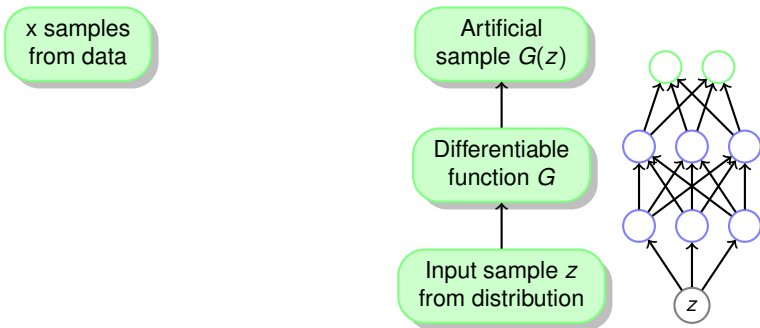 x samples
from data
Artificial
sample G(z)
Differentiable
function G
Input sample z
from distribution
z